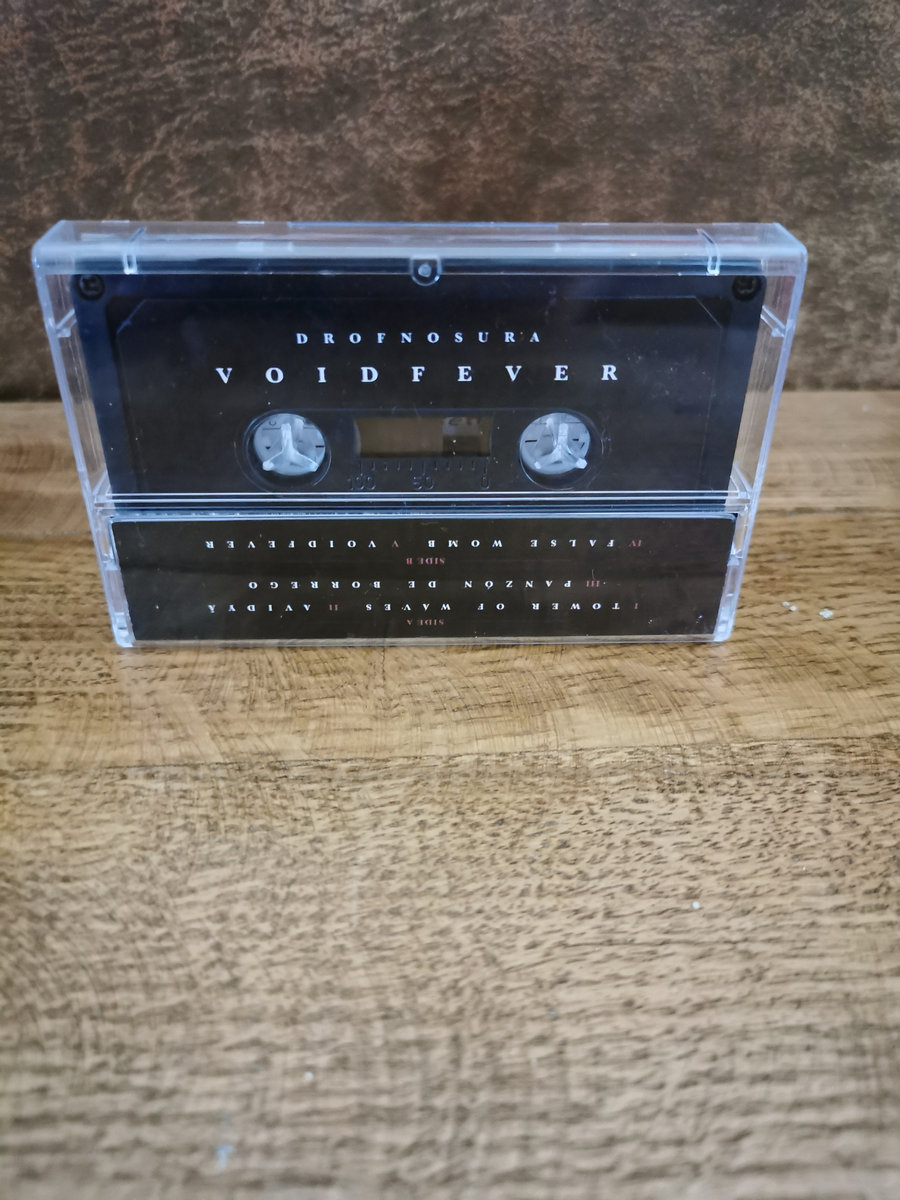 DROFNOSURA
VOIDFEVER
100 50 0
SIDE A
I TOWER OF WAVES II AVIDYĀ
III PANZÓN DE BORREGO
SIDE B
IV FALSE WOMB V VOIDFEVER